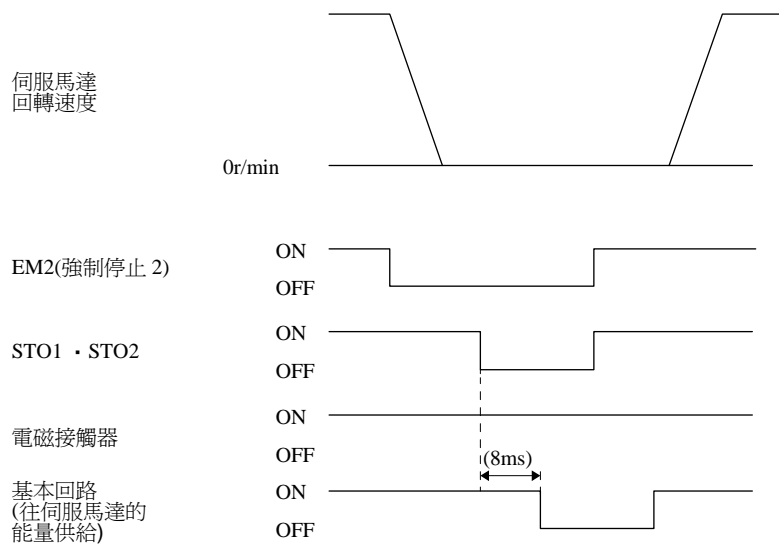 伺服馬達
回轉速度
0r/min
EM2(強制停止 2)
ON
OFF
STO1 ・STO2
ON
OFF
電磁接觸器
ON
OFF
(8ms)
基本回路
(往伺服馬達的
能量供給)
ON
OFF